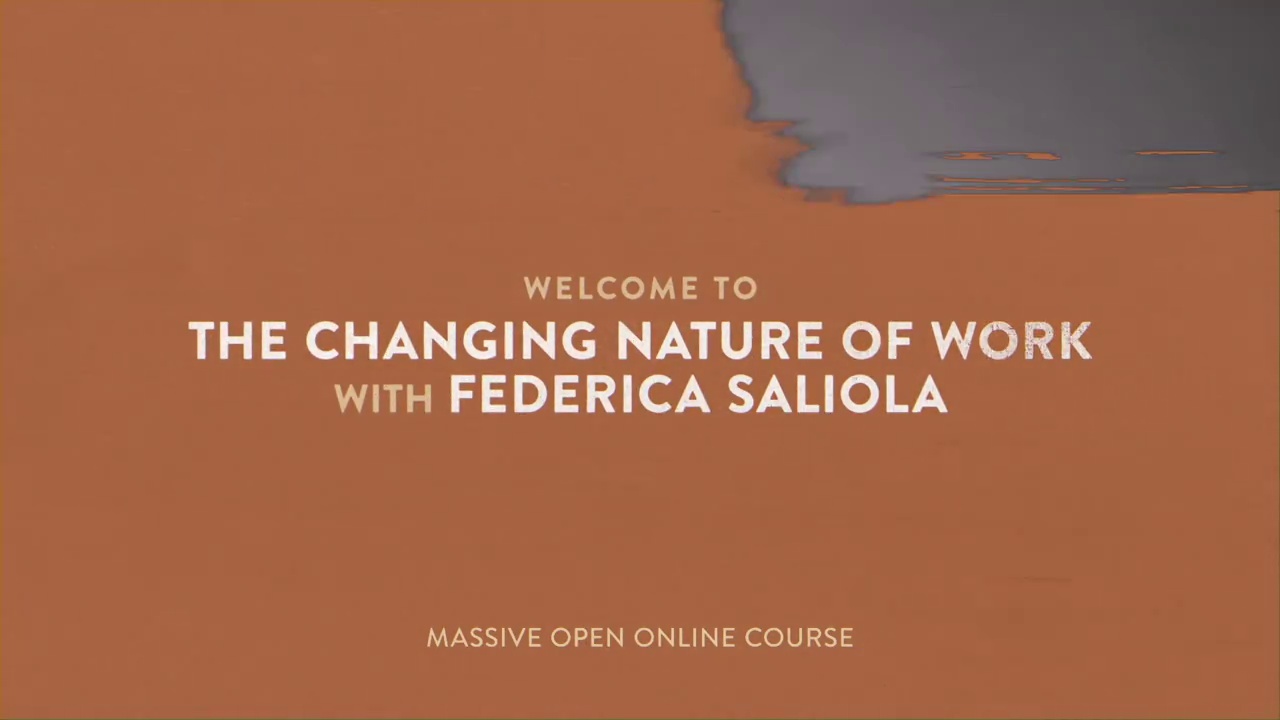 WELCOME TO
THE CHANGING NATURE OF WORK
WITH FEDERICA SALIOLA
MASSIVE OPEN ONLINE COURSE